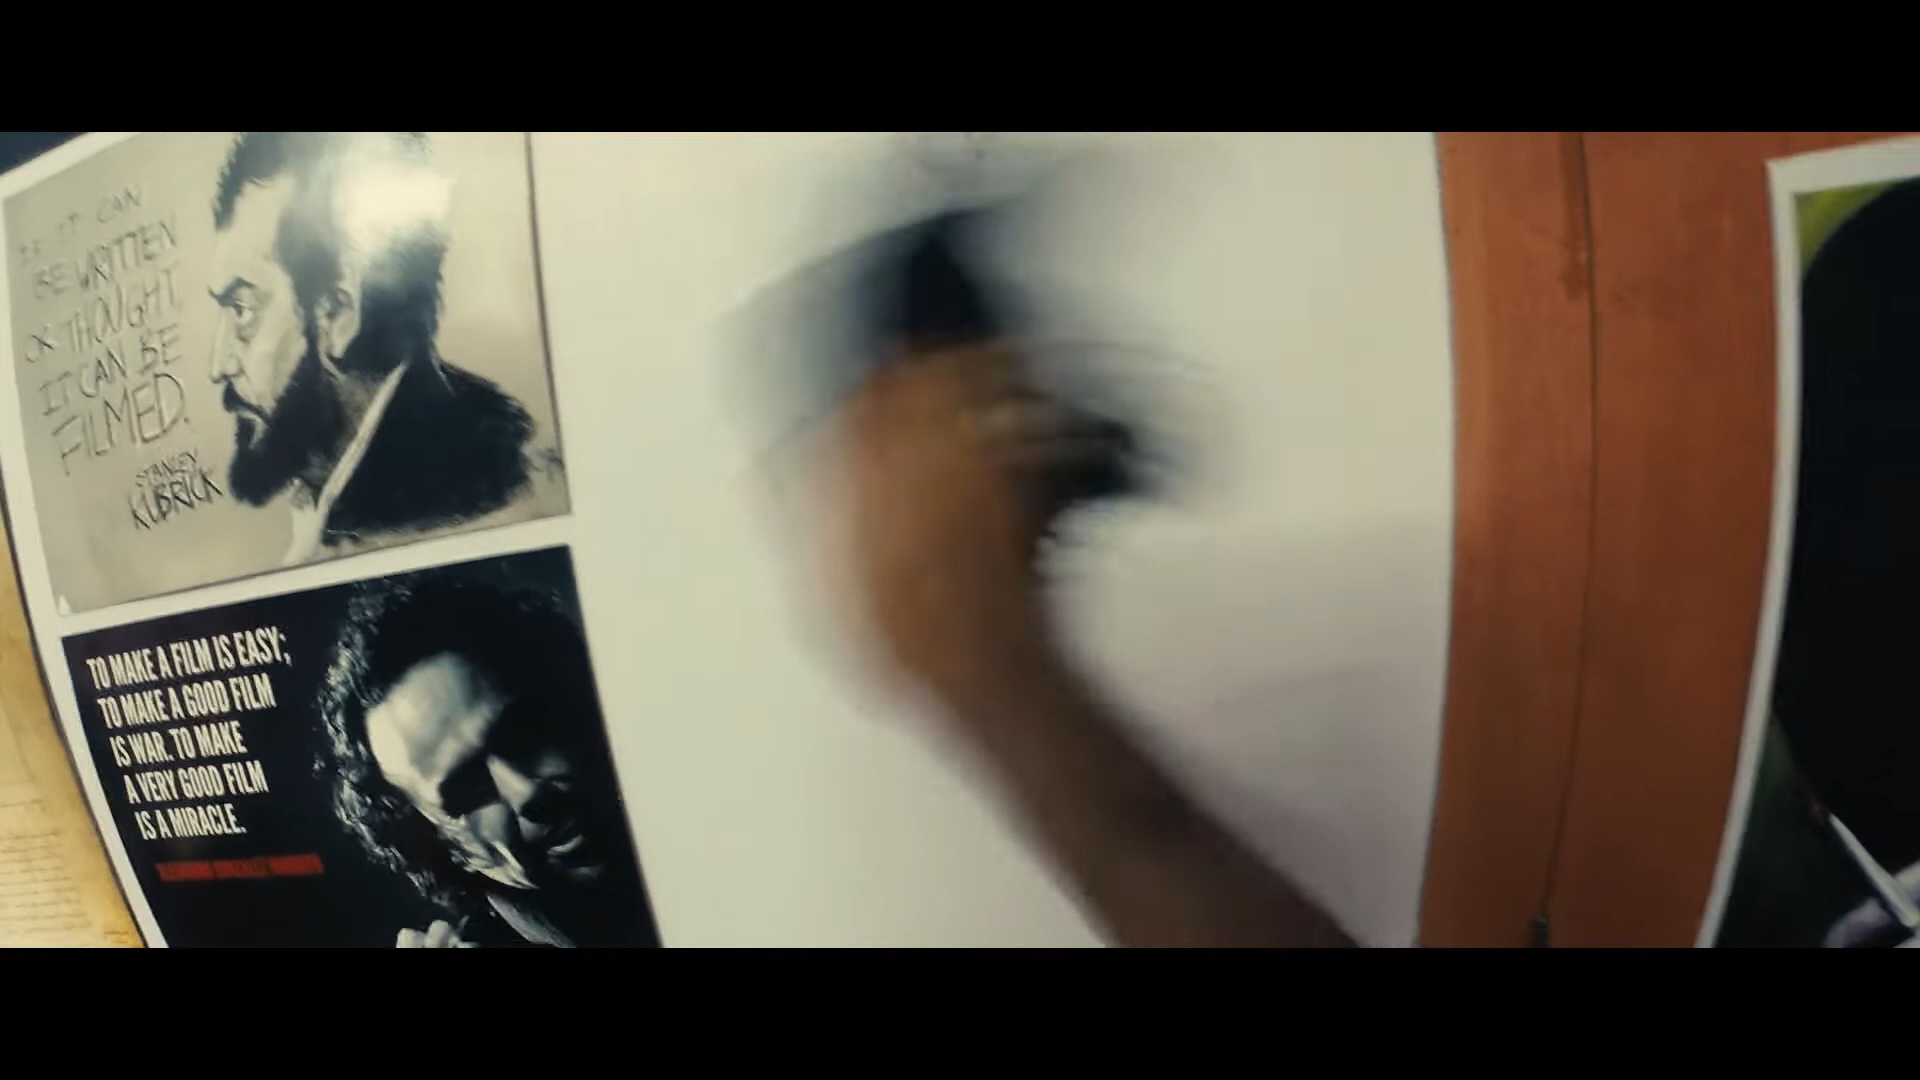 IF IT CAN
BE WRITTEN
OR THOUGHT,
IT CAN BE
FILMED.
STANLEY
KUBRICK
TO MAKE A FILM IS EASY;
TO MAKE A GOOD FILM
IS WAR. TO MAKE
A VERY GOOD FILM
IS A MIRACLE.